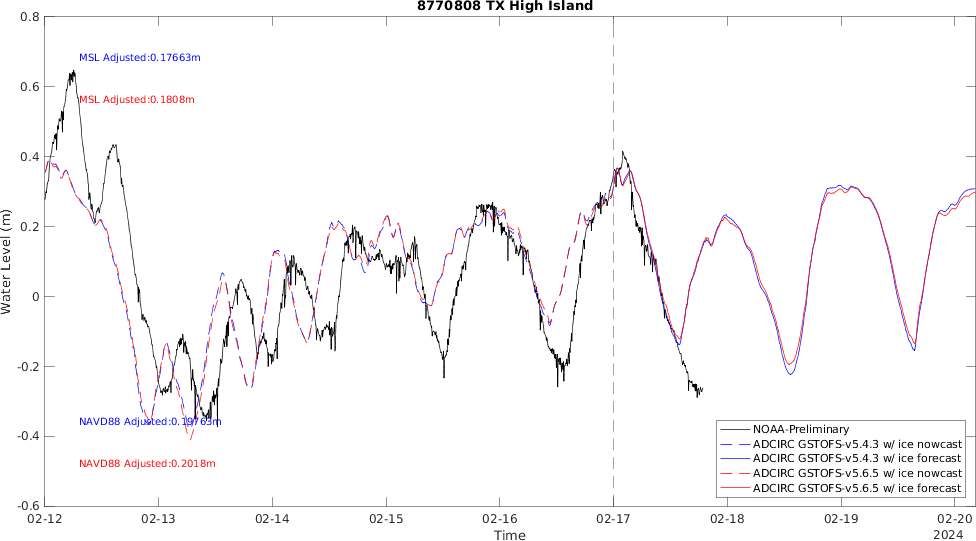 8770808 TX High Island
0.8
MSL Adjusted:0.17663m
0.6
MSL Adjusted:0.1808m
0.4
0.2
Water Level (m)
0
-0.2
NAVD88 Adjusted:0.19763m
-0.4
NOAA-Preliminary
ADCIRC GSTOFS-v5.4.3 w/ ice nowcast
NAVD88 Adjusted:0.2018m
ADCIRC GSTOFS-v5.4.3 w/ ice forecast
ADCIRC GSTOFS-v5.6.5 w/ ice nowcast
ADCIRC GSTOFS-v5.6.5 w/ ice forecast
-0.6
02-12 02-13 02-14 02-15 02-16 02-17 02-18 02-19 02-20
Time 2024